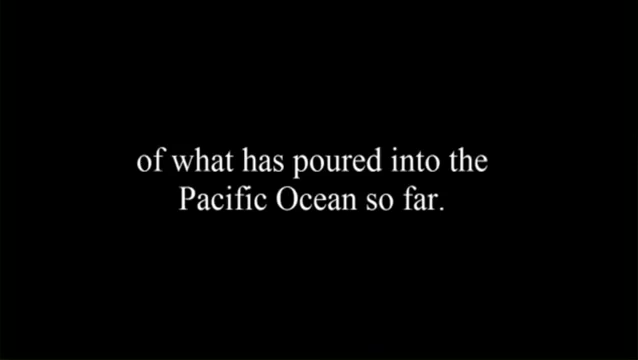 of what has poured into the
Pacific Ocean so far.